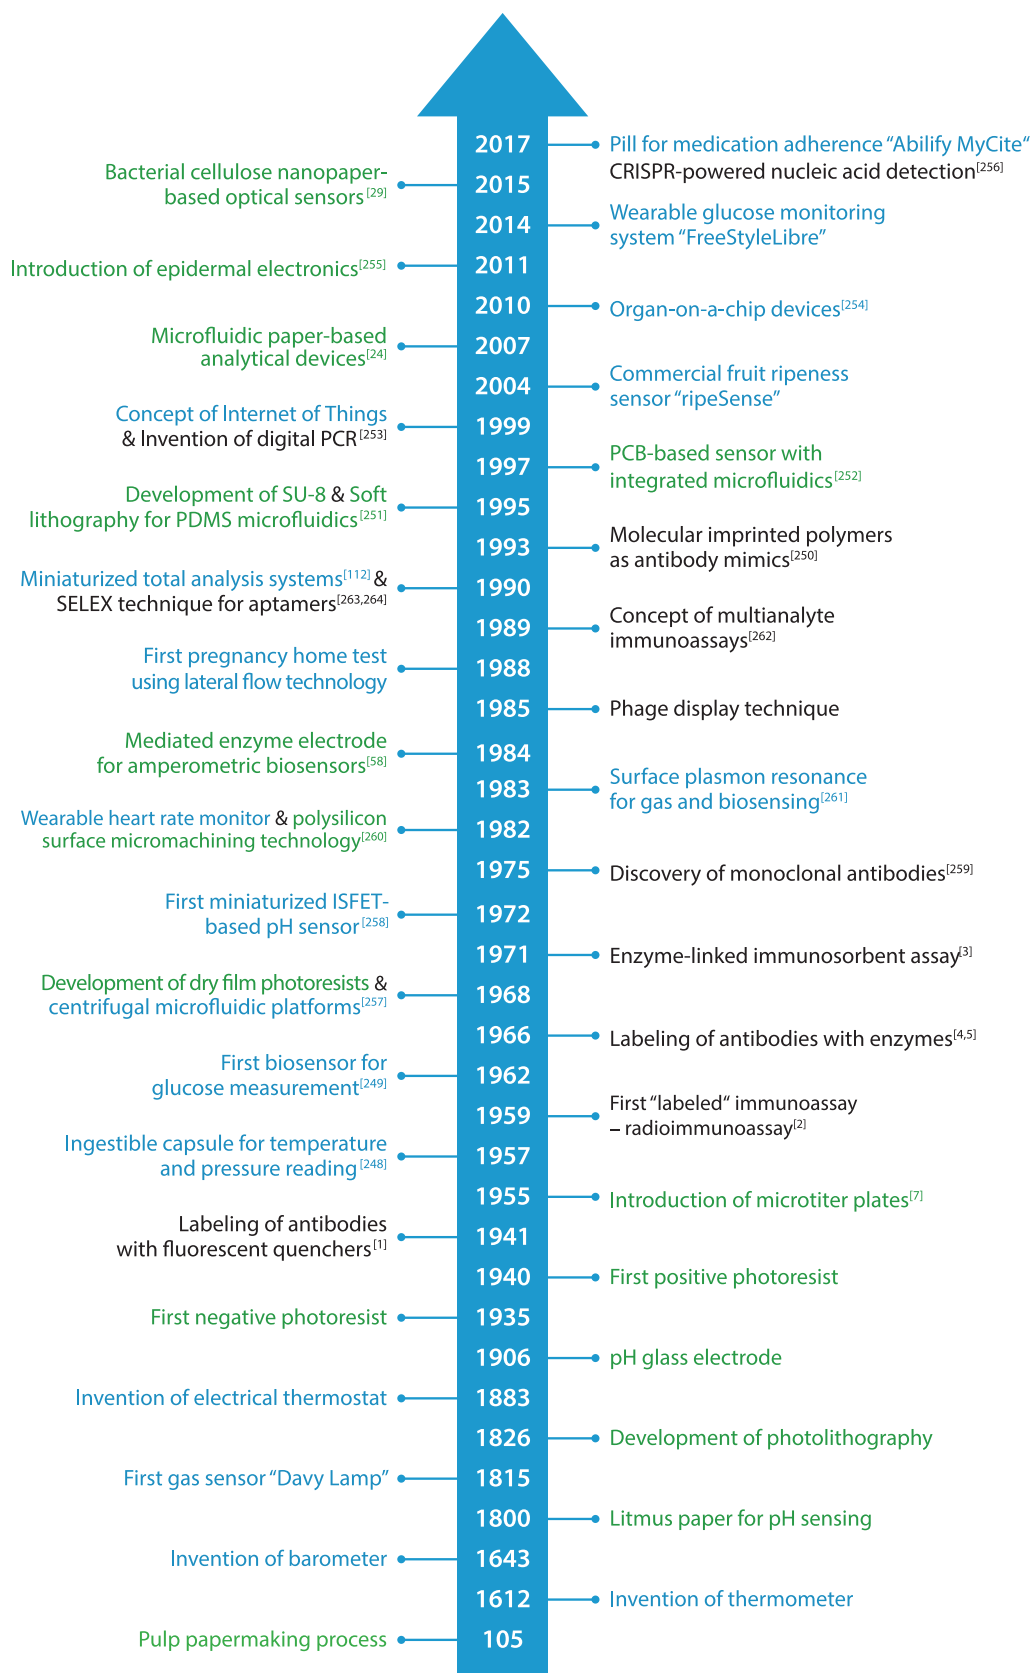 2017
Pill for medication adherence “Abilify MyCite“
CRISPR-powered nucleic acid detection[256]
Bacterial cellulose nanopaper-
based optical sensors[29]
2015
2014
Wearable glucose monitoring
system “FreeStyleLibre”
Introduction of epidermal electronics[255]
2011
2010
Organ-on-a-chip devices[254]
Microfluidic paper-based
analytical devices[24]
2007
2004
Commercial fruit ripeness
sensor “ripeSense”
Concept of Internet of Things
& Invention of digital PCR[253]
1999
1997
PCB-based sensor with
integrated microfluidics[252]
Development of SU-8 & Soft
lithography for PDMS microfluidics[251]
1995
1993
Molecular imprinted polymers
as antibody mimics[250]
Miniaturized total analysis systems[112] &
SELEX technique for aptamers[263,264]
1990
1989
Concept of multianalyte
immunoassays[262]
First pregnancy home test
using lateral flow technology
1988
1985
Phage display technique
Mediated enzyme electrode
for amperometric biosensors[58]
1984
1983
Surface plasmon resonance
for gas and biosensing[261]
Wearable heart rate monitor & polysilicon
surface micromachining technology[260]
1982
1975
Discovery of monoclonal antibodies[259]
First miniaturized ISFET-
based pH sensor[258]
1972
1971
Enzyme-linked immunosorbent assay[3]
Development of dry film photoresists &
centrifugal microfluidic platforms[257]
1968
1966
Labeling of antibodies with enzymes[4,5]
First biosensor for
glucose measurement[249]
1962
1959
First “labeled“ immunoassay
– radioimmunoassay[2]
Ingestible capsule for temperature
and pressure reading[248]
1957
1955
Introduction of microtiter plates[7]
Labeling of antibodies
with fluorescent quenchers[1]
1941
1940
First positive photoresist
First negative photoresist
1935
1906
pH glass electrode
Invention of electrical thermostat
1883
1826
Development of photolithography
First gas sensor “Davy Lamp”
1815
1800
Litmus paper for pH sensing
Invention of barometer
1643
1612
Invention of thermometer
Pulp papermaking process
105